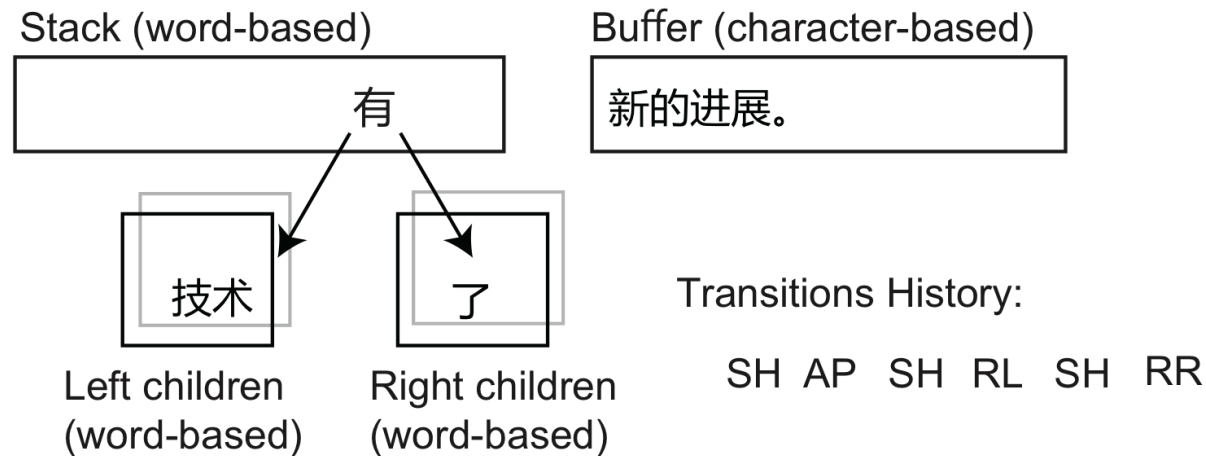 Stack (word-based)
Buffer (character-based)
有
新的进展。
技术
了
Transitions History:
SH AP SH RL SH RR
Left children
(word-based)
Right children
(word-based)